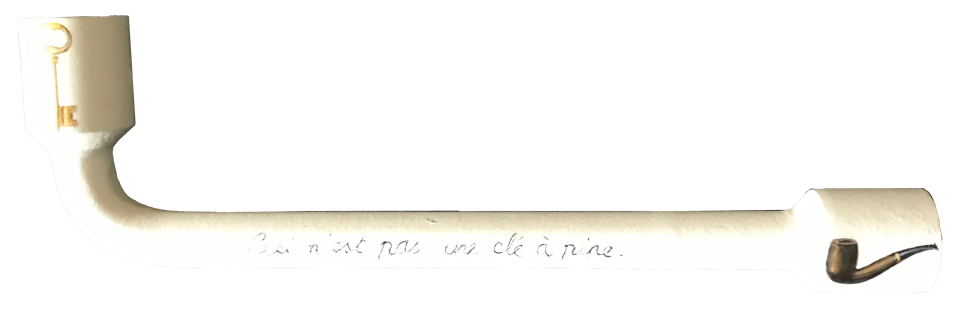 Ceci n'est pas une clé à pipe.